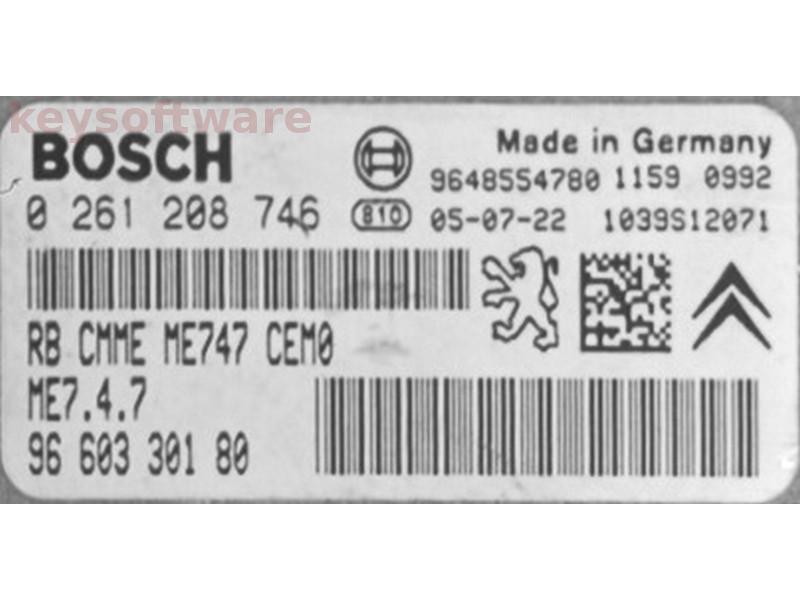 keysoftware
BOSCH
Made in Germany
9648554780 1159 0992
0 261 208 746
810
05-07-22 1039S12071
RB CMME ME747 CEM0
ME7.4.7
96 603 301 80